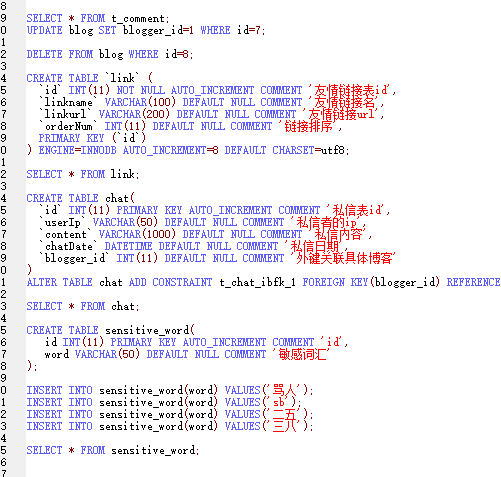 SELECT * FROM t_comment;
UPDATE blog SET blogger_id=1 WHERE id=7;
DELETE FROM blog WHERE id=8;
CREATE TABLE `link` (
`id` INT(11) NOT NULL AUTO_INCREMENT COMMENT '友情链接表id',
`linkname` VARCHAR(100) DEFAULT NULL COMMENT '友情链接名',
`linkurl` VARCHAR(200) DEFAULT NULL COMMENT '友情链接url',
`orderNum` INT(11) DEFAULT NULL COMMENT '链接排序',
PRIMARY KEY (`id`)
) ENGINE=INNODB AUTO_INCREMENT=8 DEFAULT CHARSET=utf8;
SELECT * FROM link;
CREATE TABLE chat(
`id` INT(11) PRIMARY KEY AUTO_INCREMENT COMMENT '私信表id',
`userIp` VARCHAR(50) DEFAULT NULL COMMENT '私信者的ip',
`content` VARCHAR(1000) DEFAULT NULL COMMENT '私信内容',
`chatDate` DATETIME DEFAULT NULL COMMENT '私信日期',
`blogger_id` INT(11) DEFAULT NULL COMMENT '外键关联具体博客'
)
ALTER TABLE chat ADD CONSTRAINT t_chat_ibfk_1 FOREIGN KEY(blogger_id) REFERENCE
SELECT * FROM chat;
CREATE TABLE sensitive_word(
id INT(11) PRIMARY KEY AUTO_INCREMENT COMMENT 'id',
word VARCHAR(50) DEFAULT NULL COMMENT '敏感词汇'
);
INSERT INTO sensitive_word(word) VALUES('骂人');
INSERT INTO sensitive_word(word) VALUES('sb');
INSERT INTO sensitive_word(word) VALUES('二五');
INSERT INTO sensitive_word(word) VALUES('三八');
SELECT * FROM sensitive_word;